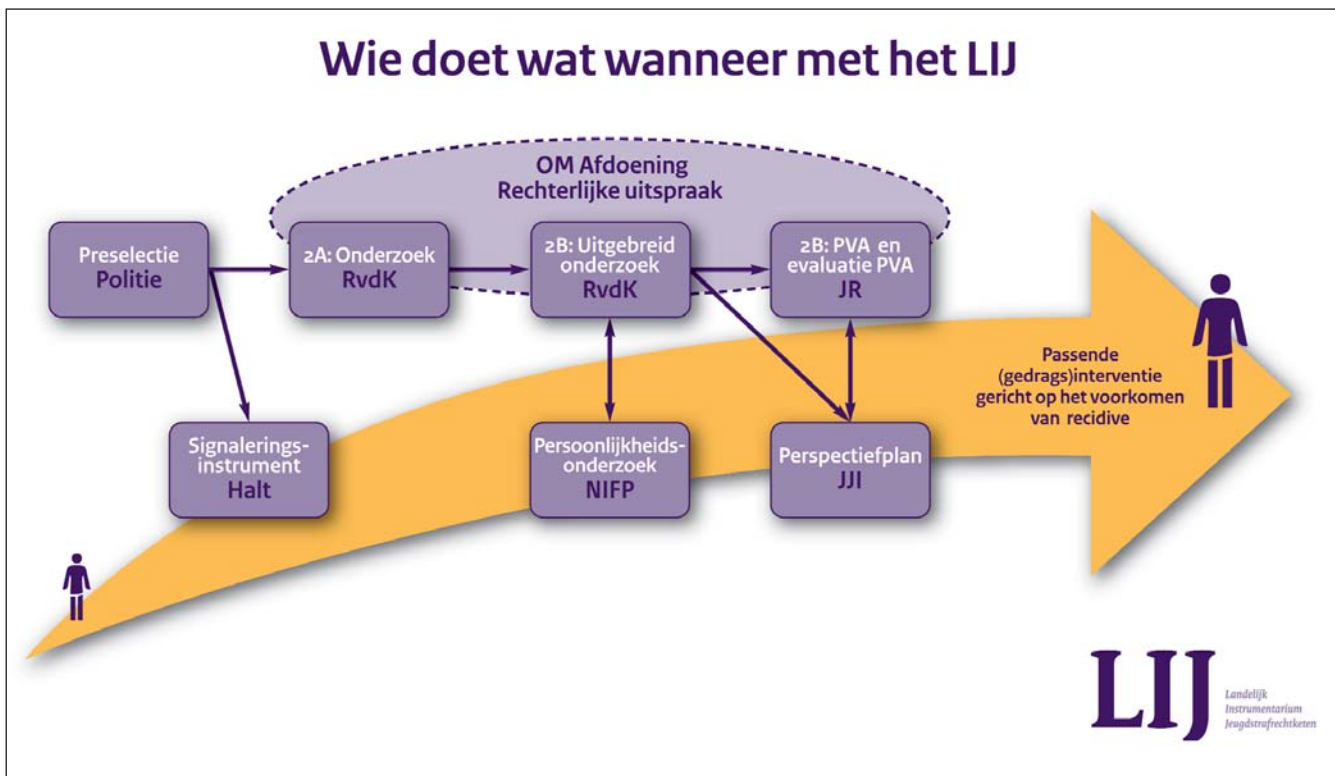 Wie doet wat wanneer met het LIJ
OM Afdoening
Rechterlijke uitspraak
Preselectie
Politie
2A: Onderzoek
RvdK
2B: Uitgebreid
onderzoek
RvdK
2B: PVA en
evaluatie PVA
JR
Passende
(gedrags)interventie
gericht op het voorkomen
van recidive
Signalerings-
instrument
Halt
Persoonlijkheids-
onderzoek
NIFP
Perspectiefplan
JJI
LIJ
Landelijk
Instrumentarium
Jeugdstrafrechtketen